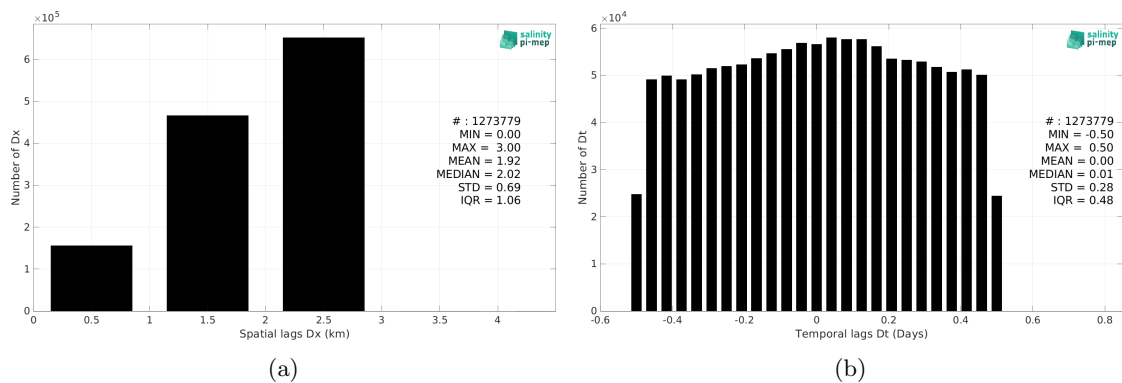 ×10⁵
salinity
pi-mep
6
5
4
3
2
1
0
Number of Dx
# : 1273779
MIN = 0.00
MAX = 3.00
MEAN = 1.92
MEDIAN = 2.02
STD = 0.69
IQR = 1.06
0 0.5 1 1.5 2 2.5 3 3.5 4
Spatial lags Dx (km)
(a)
×10⁴
salinity
pi-mep
6
5
4
3
2
1
0
Number of Dt
# : 1273779
MIN = -0.50
MAX = 0.50
MEAN = 0.00
MEDIAN = 0.01
STD = 0.28
IQR = 0.48
-0.6 -0.4 -0.2 0 0.2 0.4 0.6 0.8
Temporal lags Dt (Days)
(b)